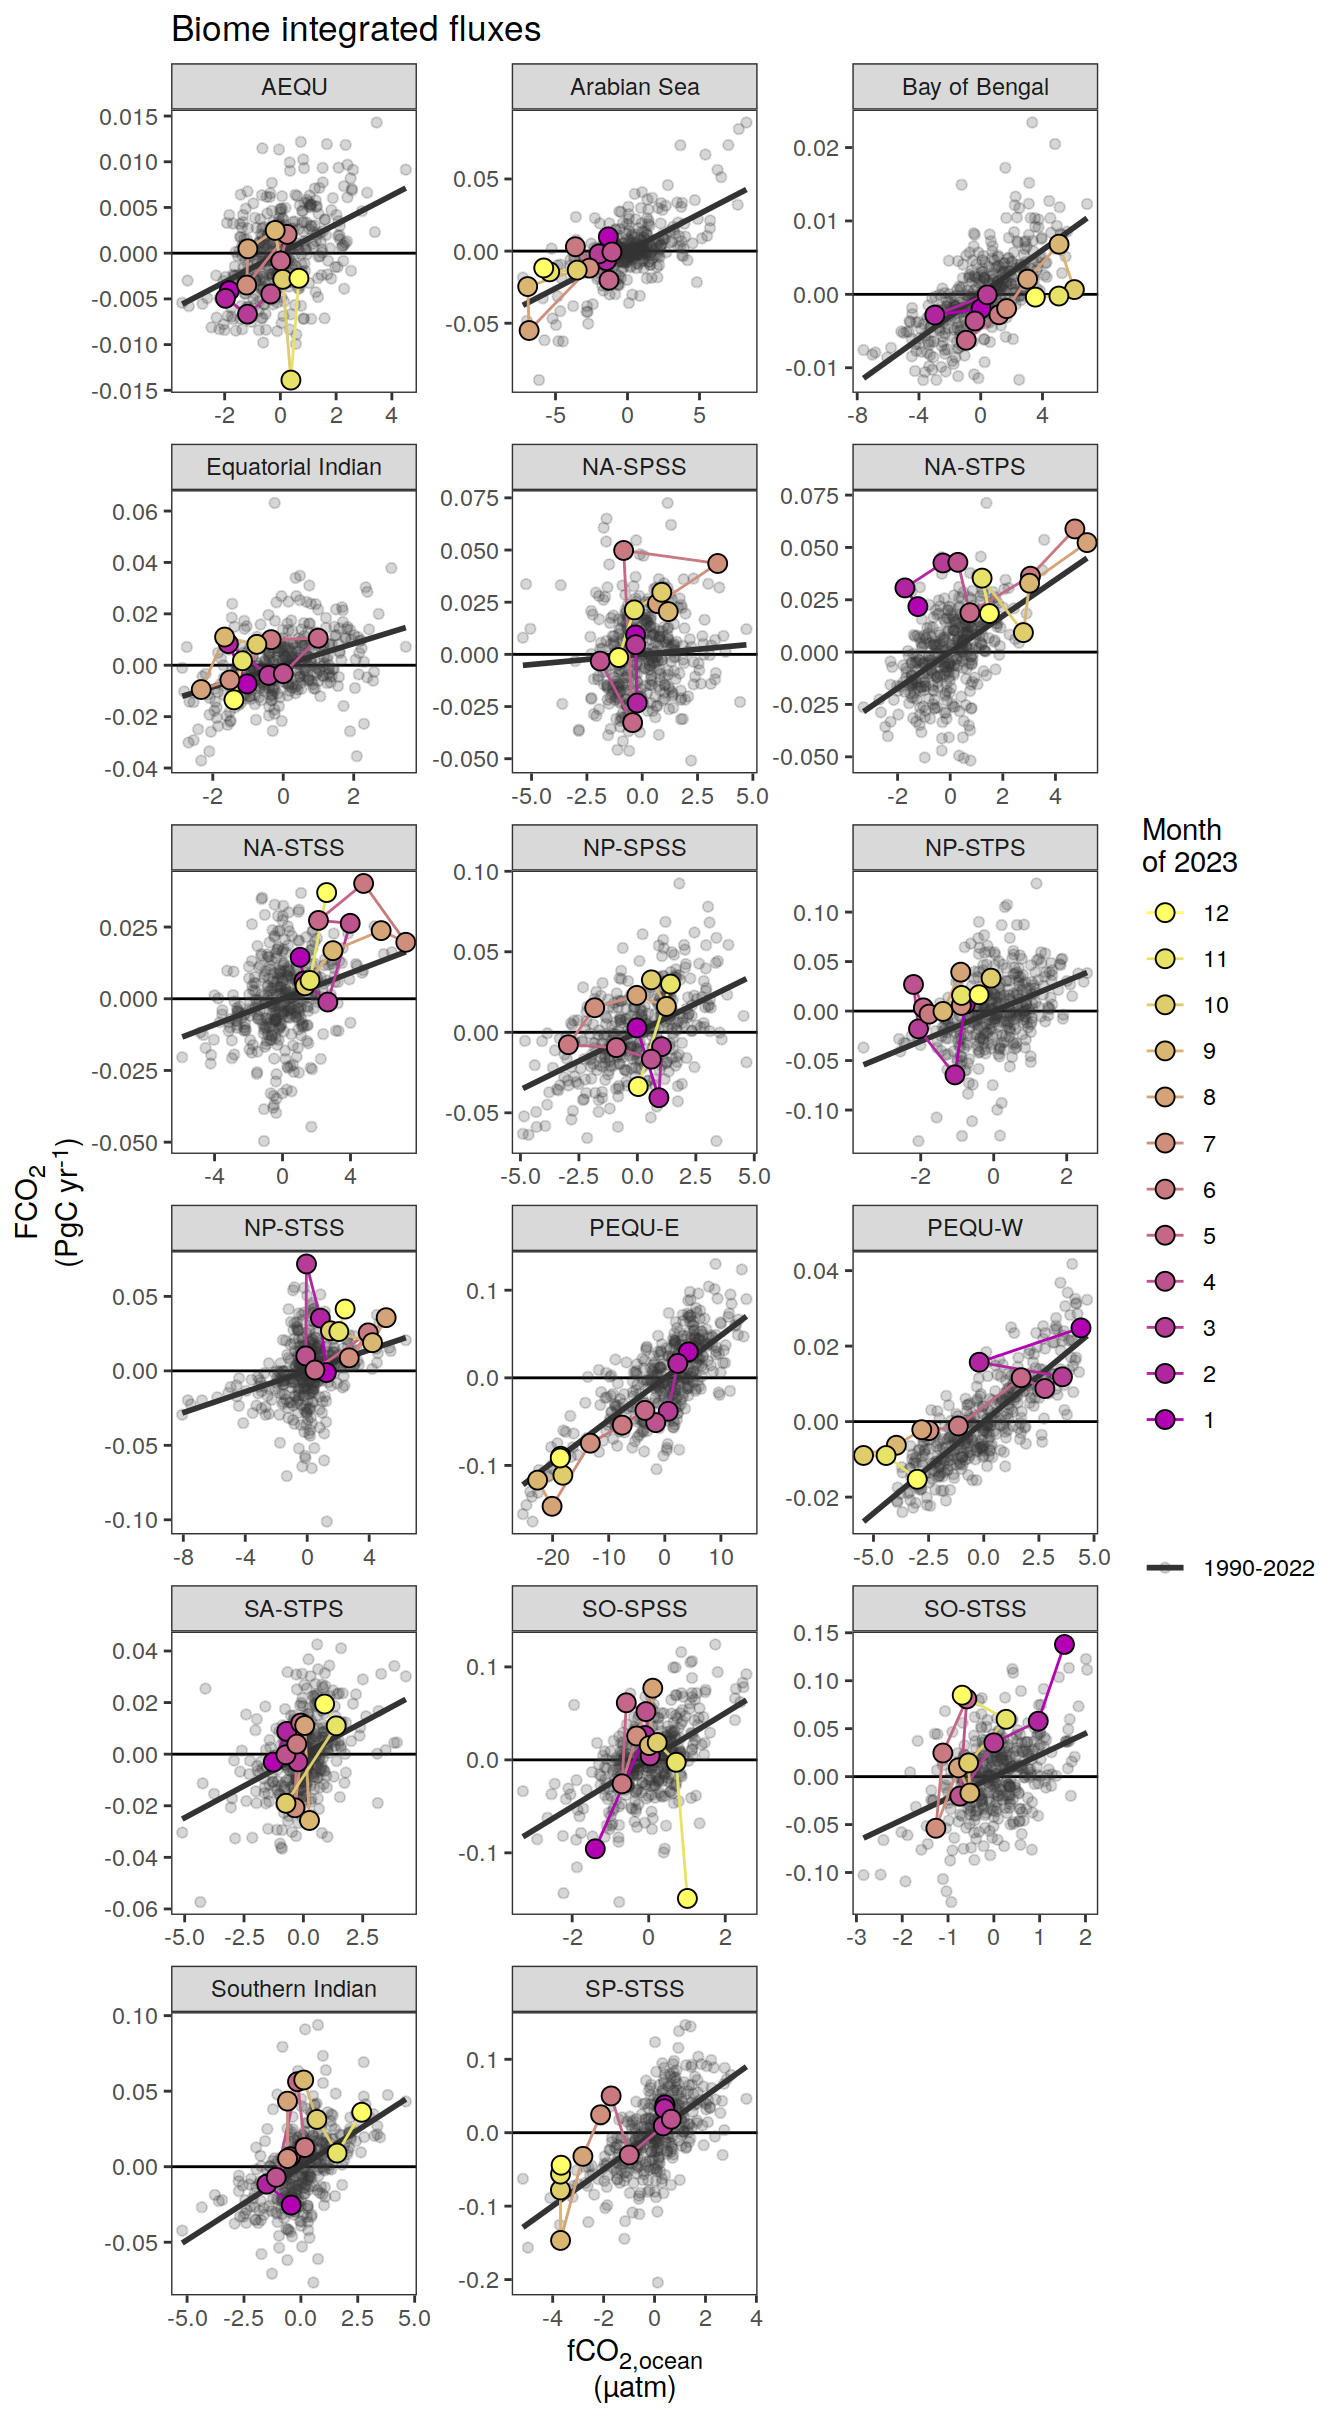 Biome integrated fluxes
AEQU
Arabian Sea
Bay of Bengal
0.015
0.010
0.005
0.000
-0.005
-0.010
-0.015
0.05
0.00
-0.05
0.02
0.01
0.00
-0.01
-2 0 2 4
-5 0 5
-8 -4 0 4
Equatorial Indian
NA-SPSS
NA-STPS
0.06
0.04
0.02
0.00
-0.02
-0.04
0.075
0.050
0.025
0.000
-0.025
-0.050
0.075
0.050
0.025
0.000
-0.025
-0.050
-2 0 2
-5.0 -2.5 0.0 2.5 5.0
-2 0 2 4
NA-STSS
NP-SPSS
NP-STPS
0.025
0.000
-0.025
-0.050
0.10
0.05
0.00
-0.05
0.10
0.05
0.00
-0.05
-0.10
-4 0 4
-5.0 -2.5 0.0 2.5 5.0
-2 0 2
NP-STSS
PEQU-E
PEQU-W
0.05
0.00
-0.05
-0.10
0.1
0.0
-0.1
0.04
0.02
0.00
-0.02
-8 -4 0 4
-20 -10 0 10
-5.0 -2.5 0.0 2.5 5.0
SA-STPS
SO-SPSS
SO-STSS
0.04
0.02
0.00
-0.02
-0.04
-0.06
0.1
0.0
-0.1
0.15
0.10
0.05
0.00
-0.05
-0.10
-5.0 -2.5 0.0 2.5
-2 0 2
-3 -2 -1 0 1 2
Southern Indian
SP-STSS
0.10
0.05
0.00
-0.05
0.1
0.0
-0.1
-0.2
-5.0 -2.5 0.0 2.5 5.0
-4 -2 0 2 4
FCO₂
(PgC yr⁻¹)
fCO₂,ocean
(µatm)
Month
of 2023
12
11
10
9
8
7
6
5
4
3
2
1
1990-2022